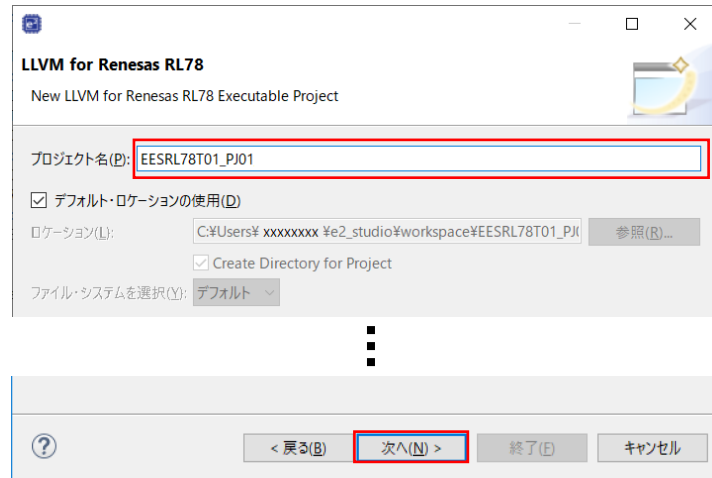 LLVM for Renesas RL78
New LLVM for Renesas RL78 Executable Project
プロジェクト名(P): EESRL78T01_PJ01
デフォルト・ロケーションの使用(D)
ロケーション(L): C:¥Users¥ xxxxxxxx ¥e2_studio¥workspace¥EESRL78T01_PJ( 参照(R)...
Create Directory for Project
ファイル・システムを選択(Y): デフォルト
< 戻る(B) 次へ(N) > 終了(F) キャンセル